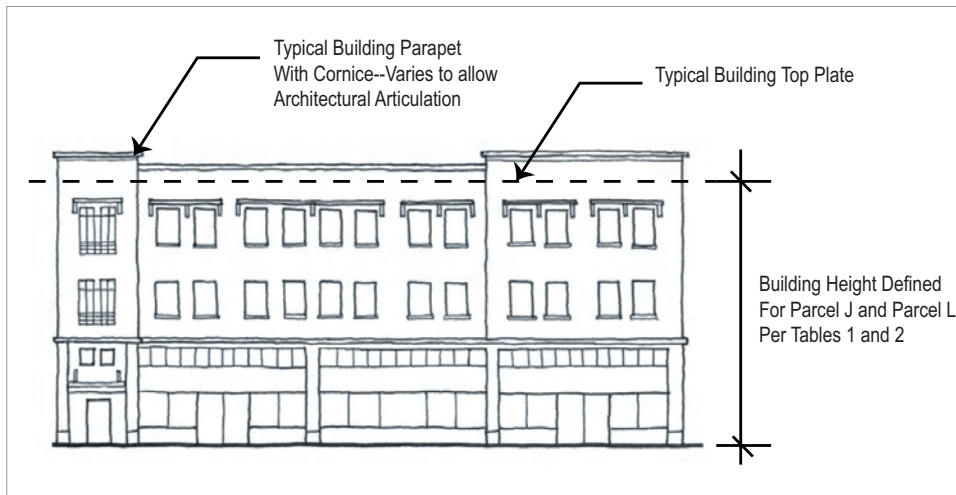 Typical Building Parapet
With Cornice--Varies to allow
Architectural Articulation
Typical Building Top Plate
Building Height Defined
For Parcel J and Parcel L
Per Tables 1 and 2